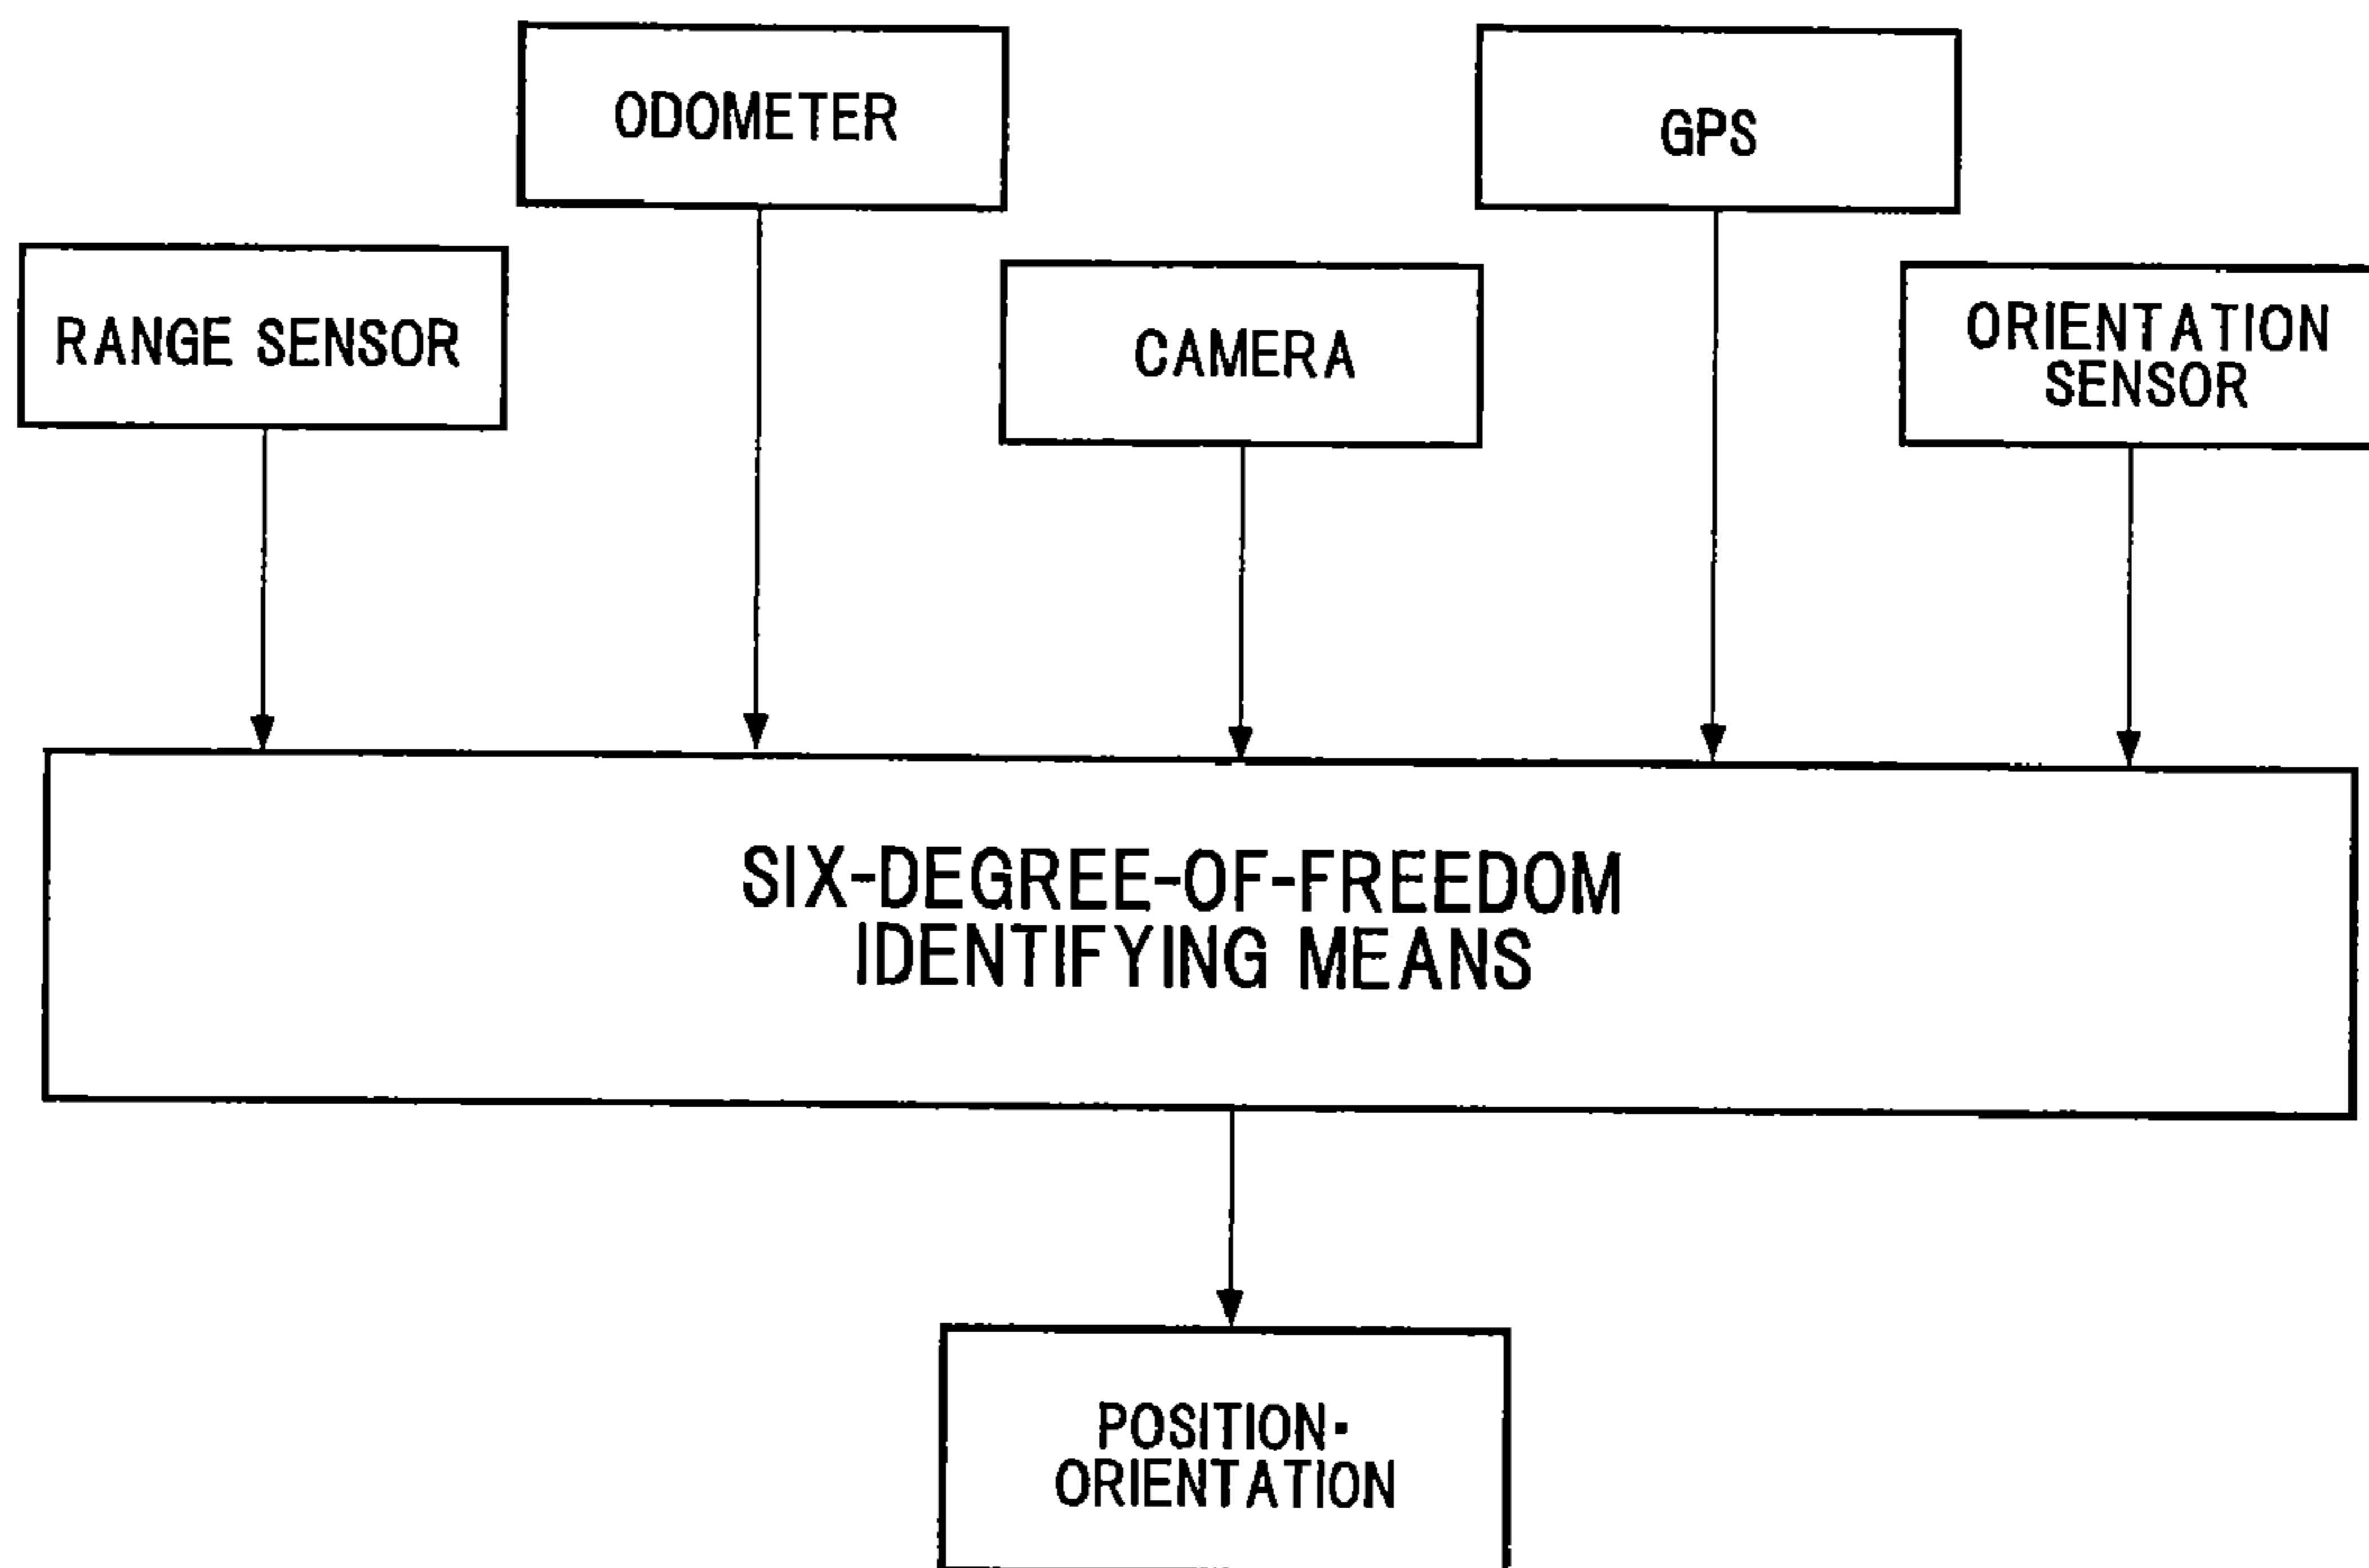 ODOMETER
GPS
RANGE SENSOR
CAMERA
ORIENTATION
SENSOR
SIX-DEGREE-OF-FREEDOM
IDENTIFYING MEANS
POSITION·
ORIENTATION